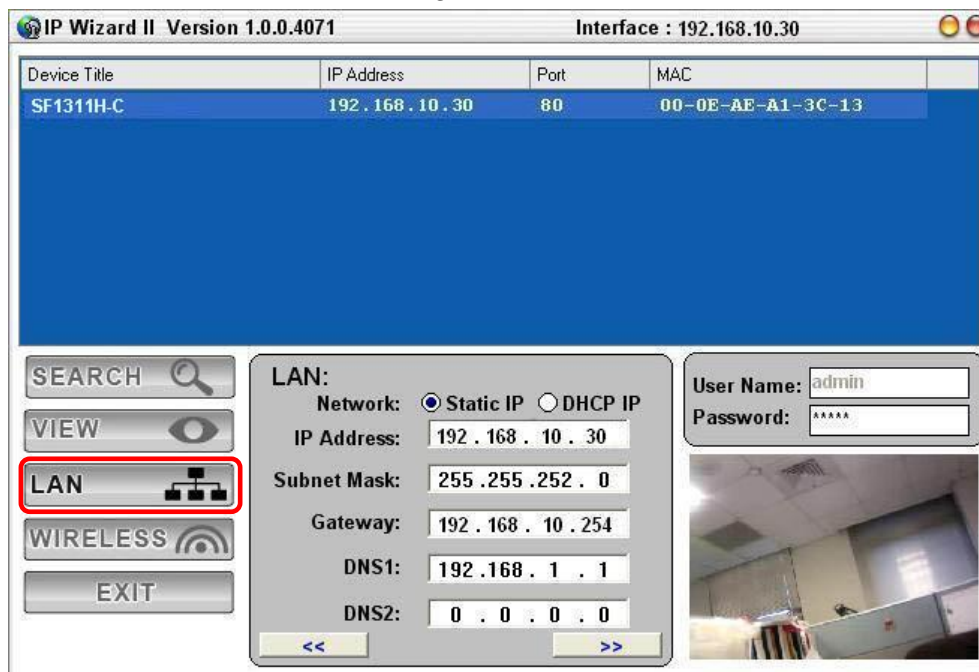 IP Wizard II Version 1.0.0.4071 Interface : 192.168.10.30
Device Title IP Address Port MAC
SF1311H-C 192.168.10.30 80 00-0E-AE-A1-3C-13
SEARCH
VIEW
LAN
WIRELESS
EXIT
LAN:
Network: Static IP DHCP IP
IP Address: 192 . 168 . 10 . 30
Subnet Mask: 255 .255 .252 . 0
Gateway: 192 . 168 . 10 .254
DNS1: 192 .168 . 1 . 1
DNS2: 0 . 0 . 0 . 0
<< >>
User Name: admin
Password: *****